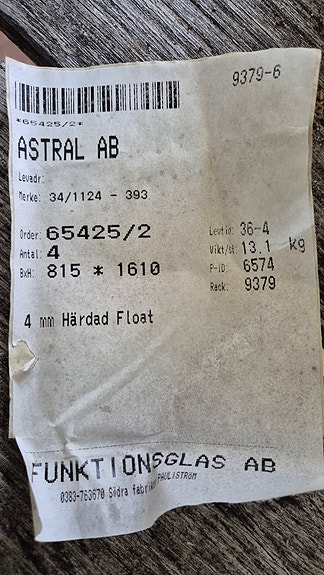 9379-6
*65425/2*
ASTRAL AB
Levadr:
Merke: 34/1124 - 393
Order: 65425/2 Levtid: 36-4
Antal: 4 Vikt/st: 13.1 kg
BxH: 815 * 1610 P-ID: 6574
Rack: 9379
4 mm Härdad Float
FUNKTIONSGLAS AB
0383-763670 Södra fabrik PAULISTRÖM